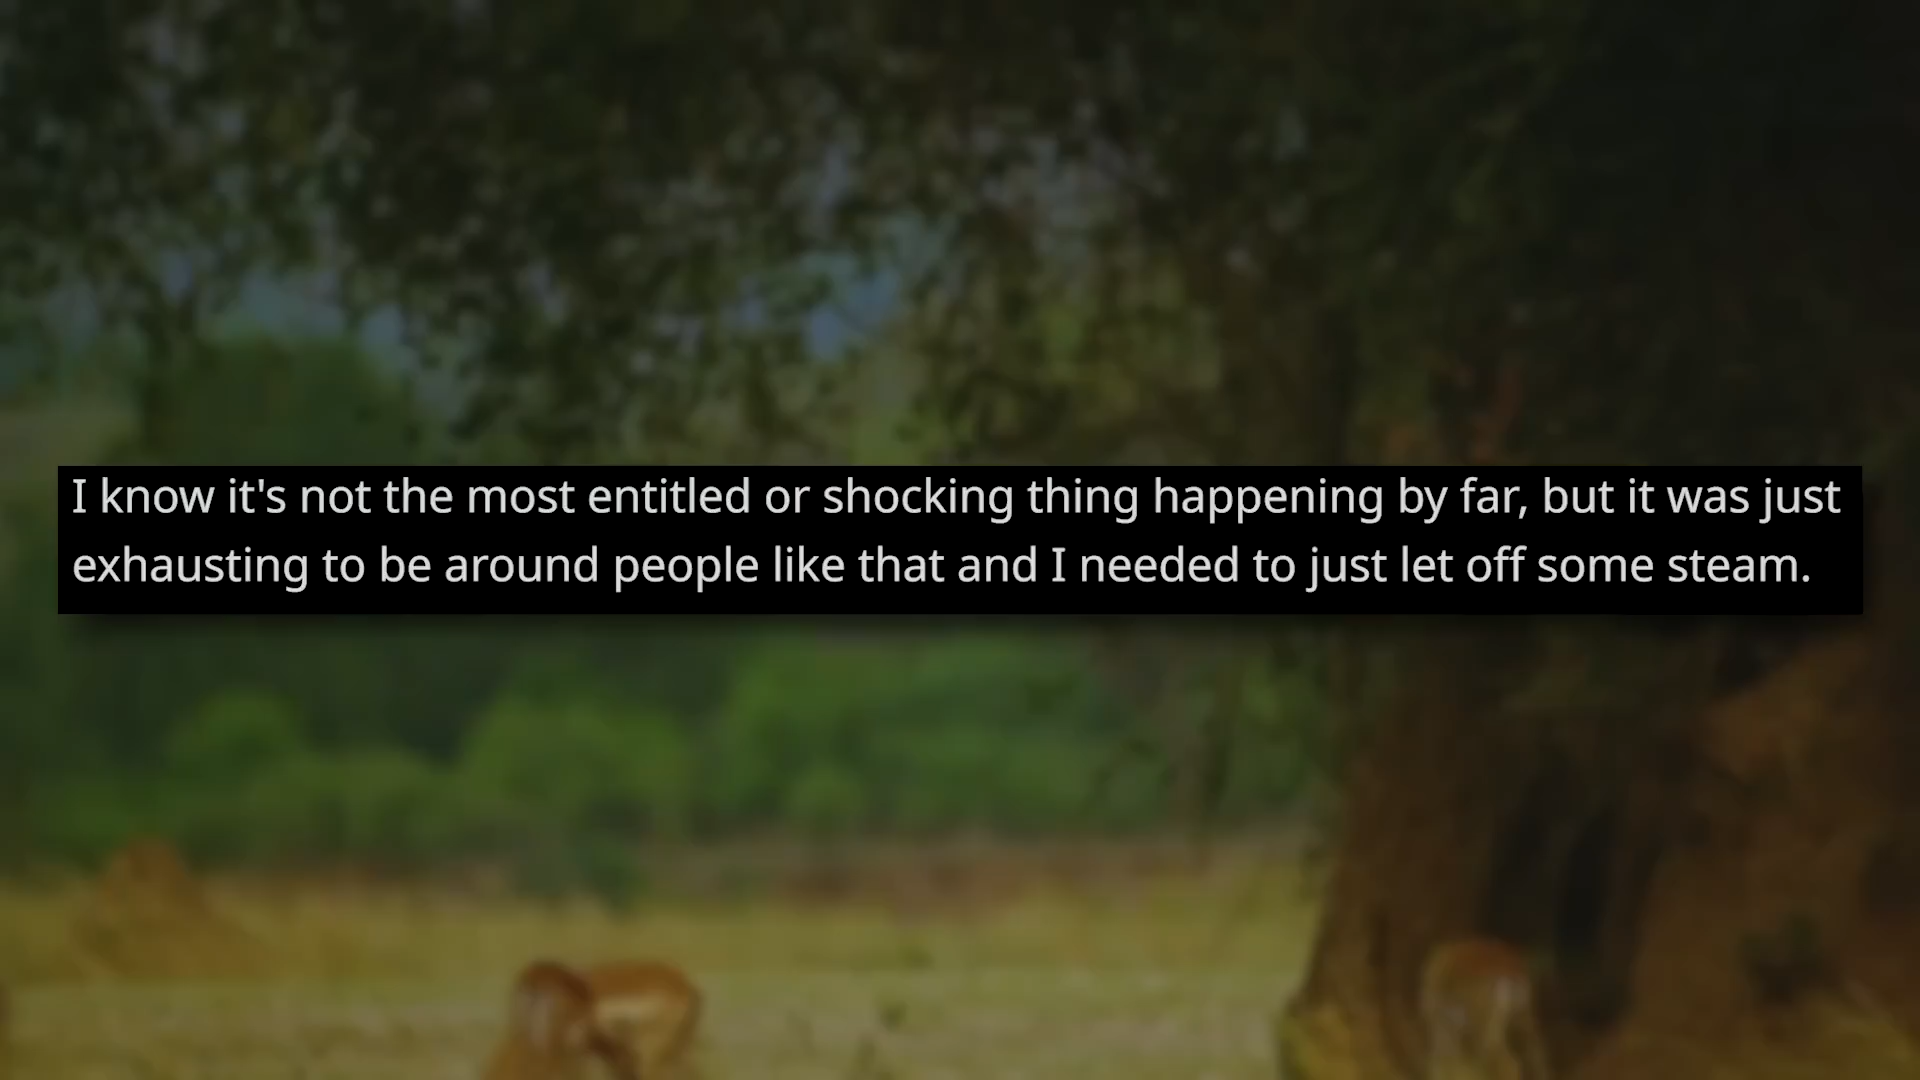 I know it's not the most entitled or shocking thing happening by far, but it was just
exhausting to be around people like that and I needed to just let off some steam.